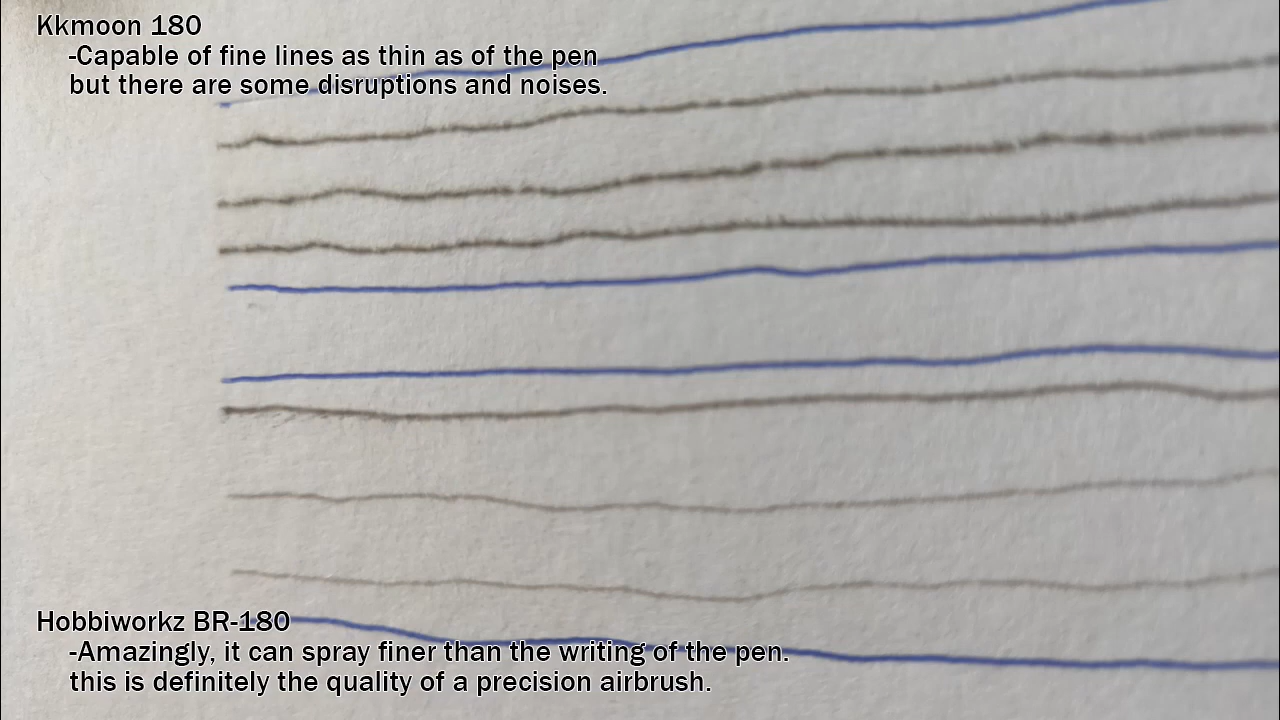 Kkmoon 180
-Capable of fine lines as thin as of the pen
but there are some disruptions and noises.
Hobbiworkz BR-180
-Amazingly, it can spray finer than the writing of the pen.
this is definitely the quality of a precision airbrush.